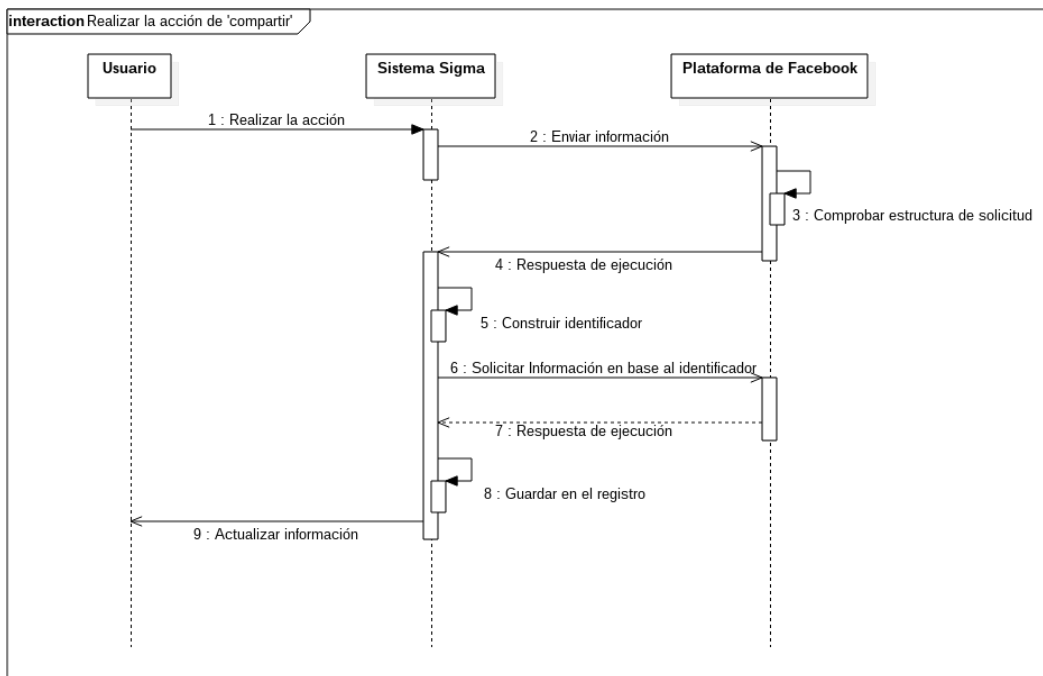 interaction Realizar la acción de 'compartir'
Usuario
Sistema Sigma
Plataforma de Facebook
1 : Realizar la acción
2 : Enviar información
3 : Comprobar estructura de solicitud
4 : Respuesta de ejecución
5 : Construir identificador
6 : Solicitar Información en base al identificador
7 : Respuesta de ejecución
8 : Guardar en el registro
9 : Actualizar información